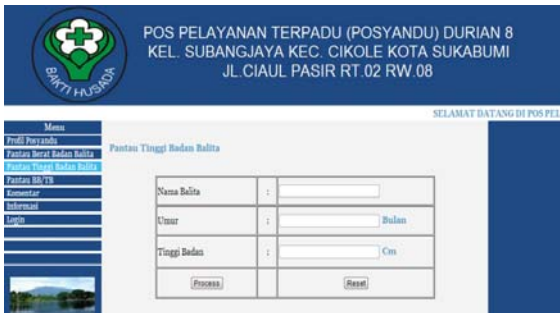 POS PELAYANAN TERPADU (POSYANDU) DURIAN 8
KEL. SUBANGJAYA KEC. CIKOLE KOTA SUKABUMI
JL.CIAUL PASIR RT.02 RW.08
BAKTI HUSADA
SELAMAT DATANG DI POS PEL
Menu
Profil Posyandu
Pantau Berat Badan Balita
Pantau Tinggi Badan Balita
Pantau BB/TB
Komentar
Informasi
Login
Pantau Tinggi Badan Balita
Nama Balita :
Umur : Bulan
Tinggi Badan : Cm
Process Reset